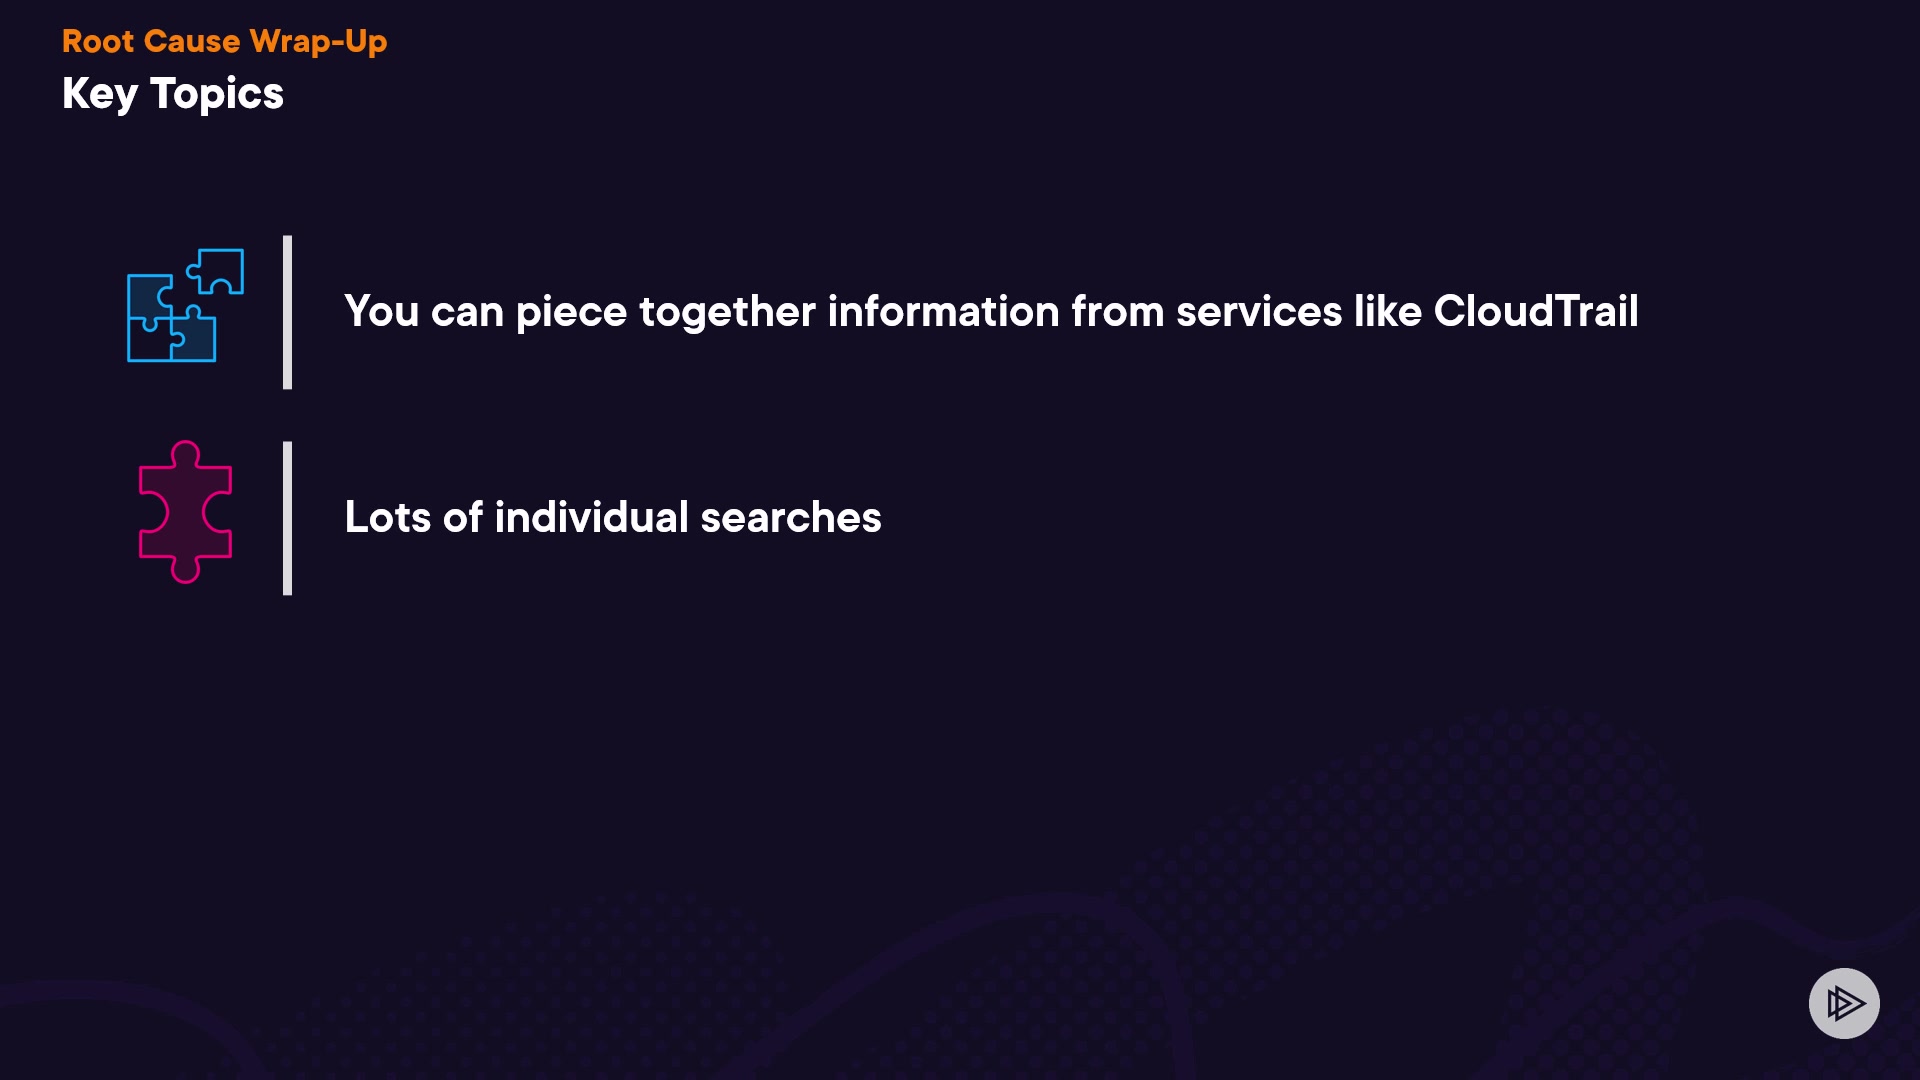 Root Cause Wrap-Up
Key Topics
You can piece together information from services like CloudTrail
Lots of individual searches